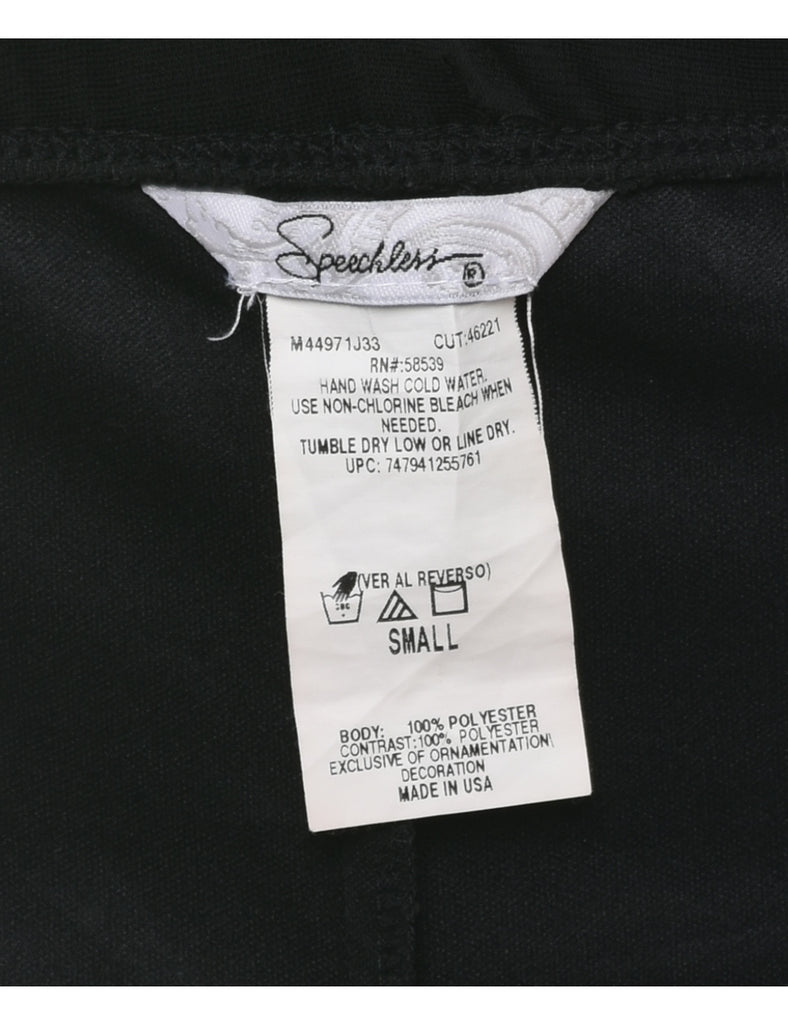 Speechless ®
M44971J33 CUT:46221
RN#:58539
HAND WASH COLD WATER.
USE NON-CHLORINE BLEACH WHEN
NEEDED.
TUMBLE DRY LOW OR LINE DRY.
UPC: 747941255761
(VER AL REVERSO)
SMALL
BODY: 100% POLYESTER
CONTRAST:100% POLYESTER
EXCLUSIVE OF ORNAMENTATION\
DECORATION
MADE IN USA